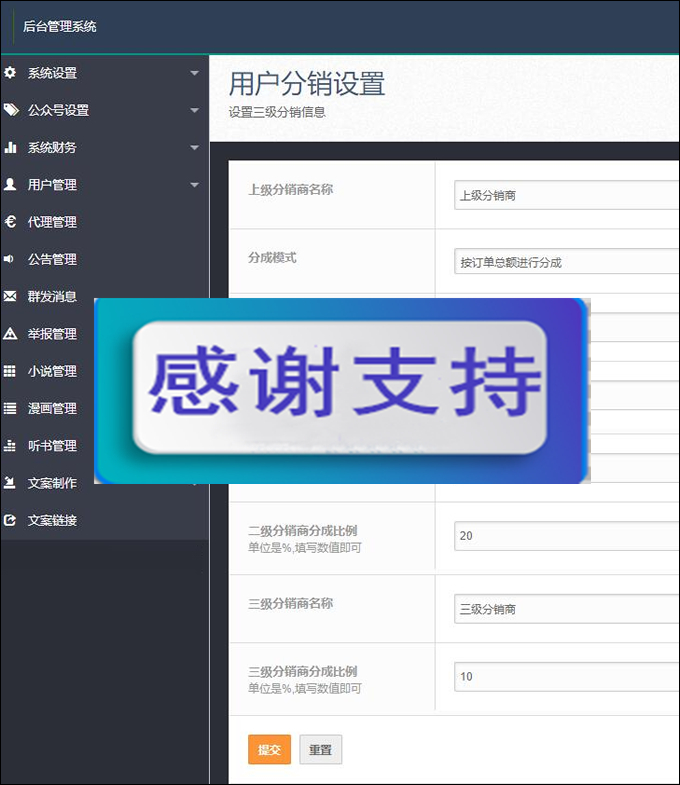 后台管理系统
系统设置
公众号设置
系统财务
用户管理
代理管理
公告管理
群发消息
举报管理
小说管理
漫画管理
听书管理
文案制作
文案链接
用户分销设置
设置三级分销信息
上级分销商名称
上级分销商
分成模式
按订单总额进行分成
感谢支持
二级分销商分成比例
单位是%,填写数值即可
20
三级分销商名称
三级分销商
三级分销商分成比例
单位是%,填写数值即可
10
提交
重置